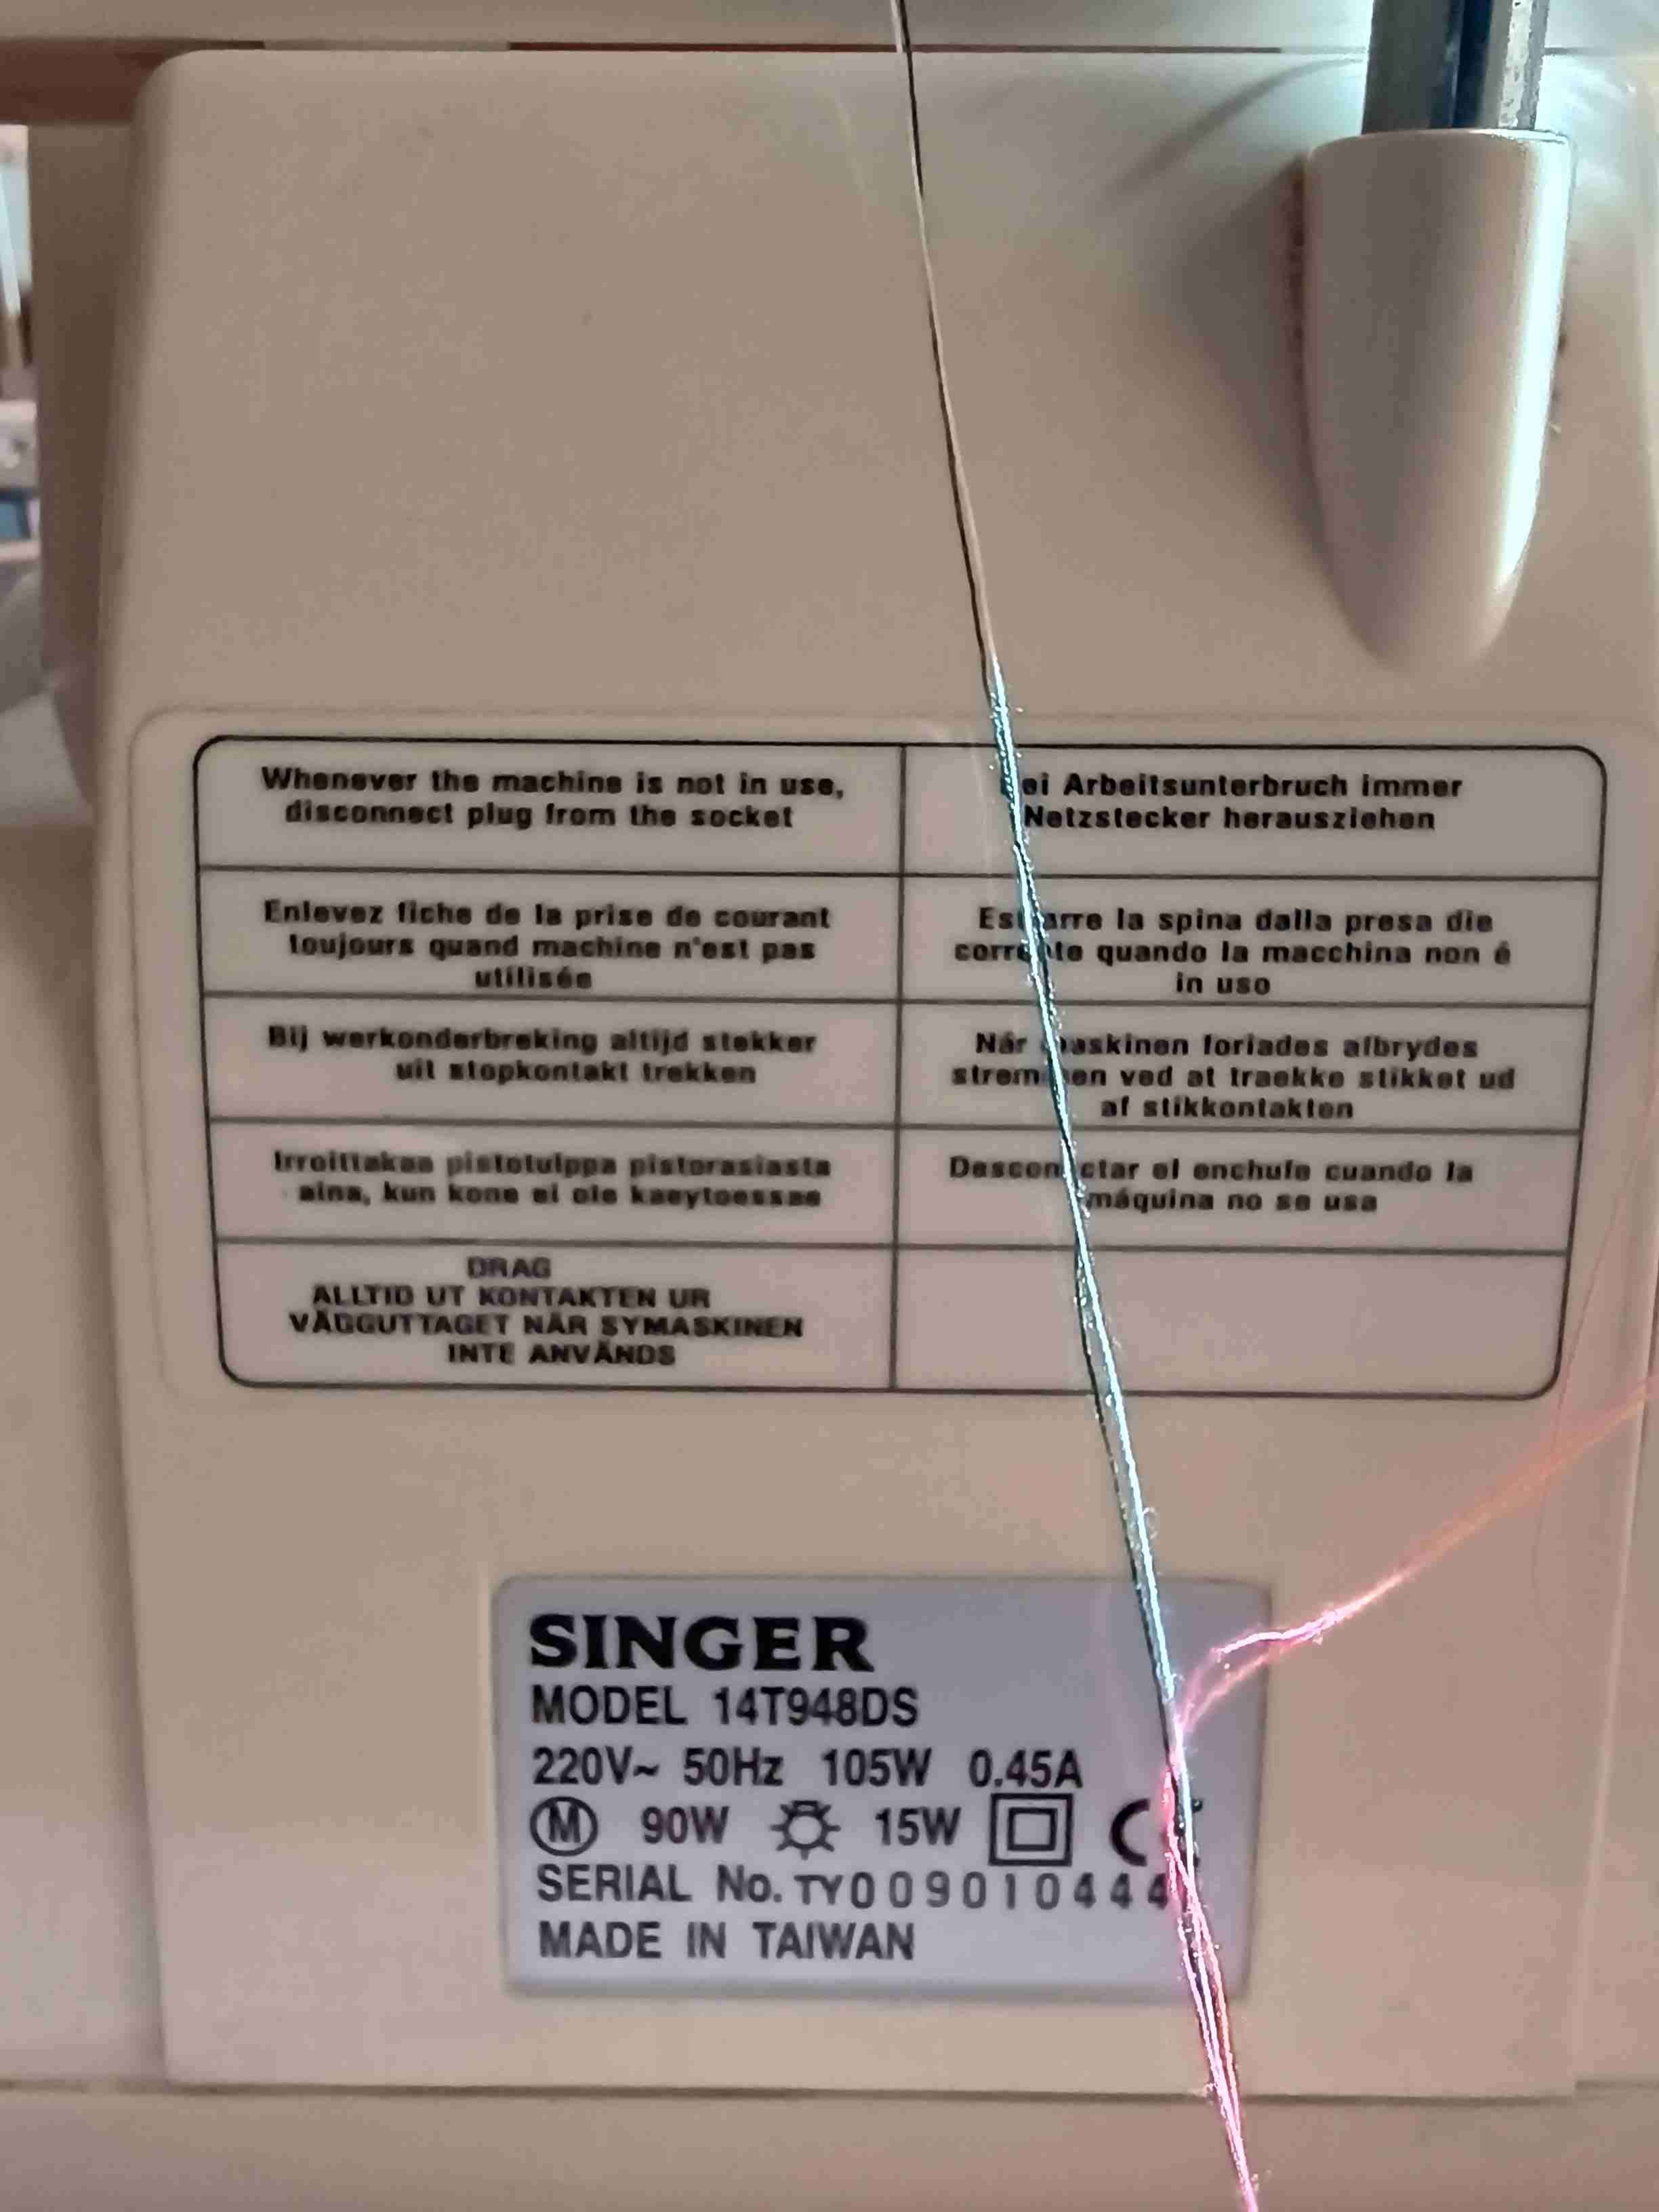 Whenever the machine is not in use,
disconnect plug from the socket
ei Arbeitsunterbruch immer
Netzstecker herausziehen
Enlevez fiche de la prise de courant
toujours quand machine n'est pas
utilisée
la spina dalla presa die
quando la macchina non é
in uso
Bij werkonderbreking altijd stekker
uit stopkontakt trekken
Når foriades afbrydes
ved at traekke stikket ud
af stikkontakten
Irroittakaa pistotulppa pistorasiasta
aina, kun kone ei ole kaeytoessae
el enchufe cuando la
máquina no se usa
DRAG
ALLTID UT KONTAKTEN UR
VÄGGUTTAGET NÄR SYMASKINEN
INTE ANVÄNDS
SINGER
MODEL 14T948DS
220V~ 50Hz 105W 0.45A
M 90W 15W
SERIAL No. TY009010444
MADE IN TAIWAN